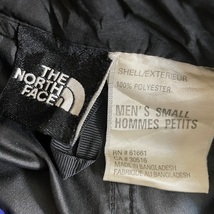 THE
NORTH
FACE
SHELL/EXTERIEUR
100% POLYESTER.
MEN'S SMALL
HOMMES PETITS
RN # 61661
CA # 30516
MADE IN BANGLADESH
FABRIQUÉ AU BANGLADESH